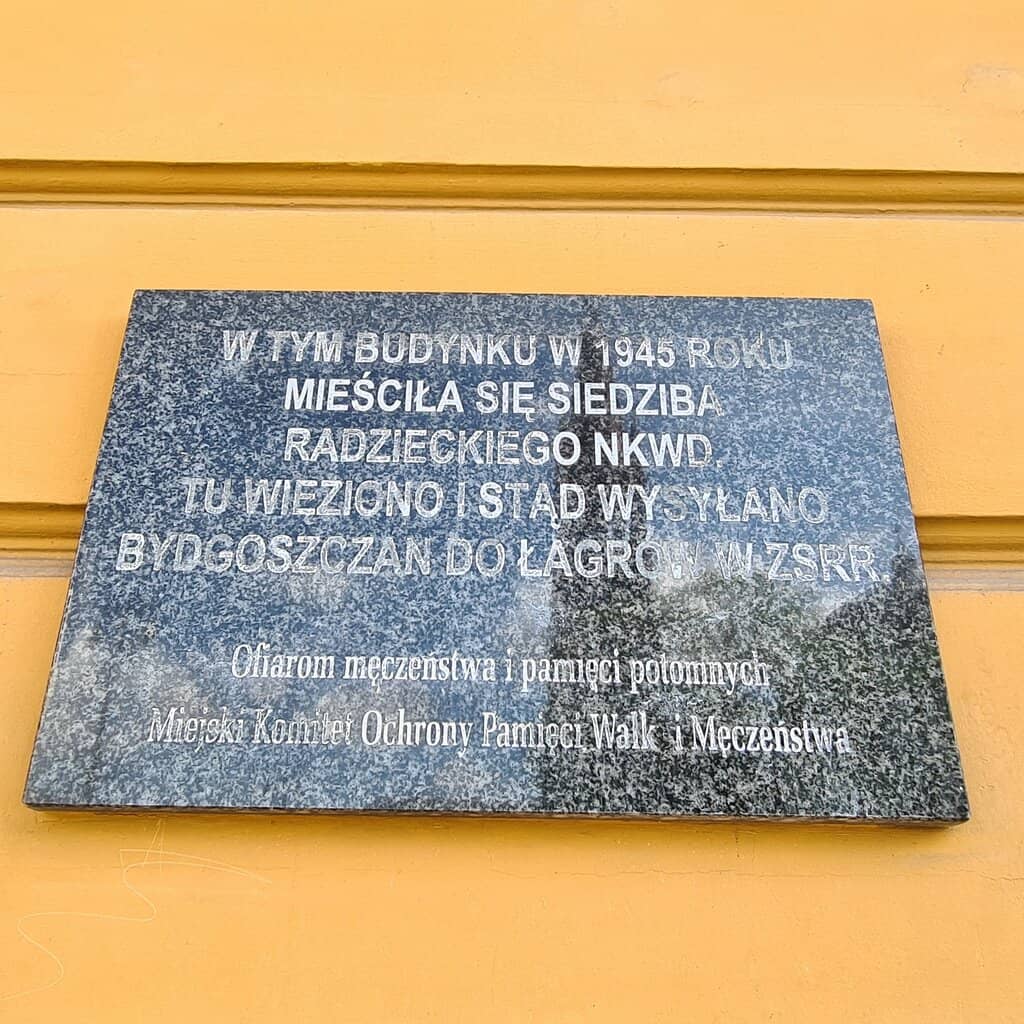 W TYM BUDYNKU W 1945 ROKU
MIEŚCIŁA SIĘ SIEDZIBA
RADZIECKIEGO NKWD.
TU WIĘZIONO I STĄD WYSYŁANO
BYDGOSZCZAN DO ŁAGRÓW W ZSRR.
Ofiarom męczeństwa i pamięci potomnych
Miejski Komitet Ochrony Pamięci Walk i Męczeństwa